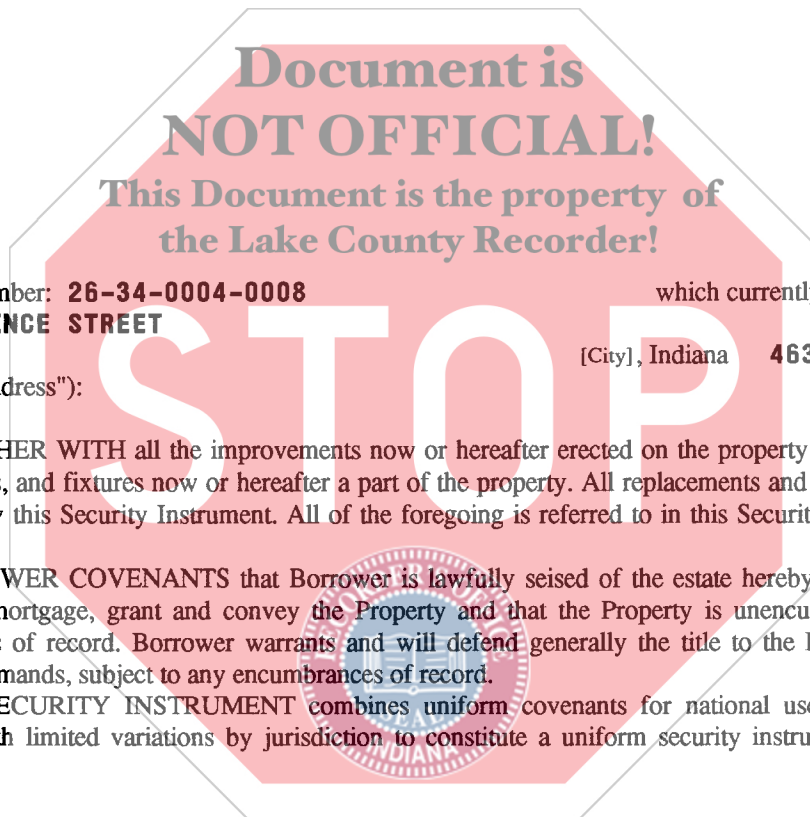 Document is
NOT OFFICIAL!
This Document is the property of
the Lake County Recorder!
mber: 26-34-0004-0008 which currently
ENCE STREET
[City], Indiana 463
dress"):
STOP
HER WITH all the improvements now or hereafter erected on the property
s, and fixtures now or hereafter a part of the property. All replacements and
y this Security Instrument. All of the foregoing is referred to in this Securit
WER COVENANTS that Borrower is lawfully seised of the estate hereby
mortgage, grant and convey the Property and that the Property is unencu
s of record. Borrower warrants and will defend generally the title to the
mands, subject to any encumbrances of record.
ECURITY INSTRUMENT combines uniform covenants for national use
h limited variations by jurisdiction to constitute a uniform security instru
SEAL
INDIANA